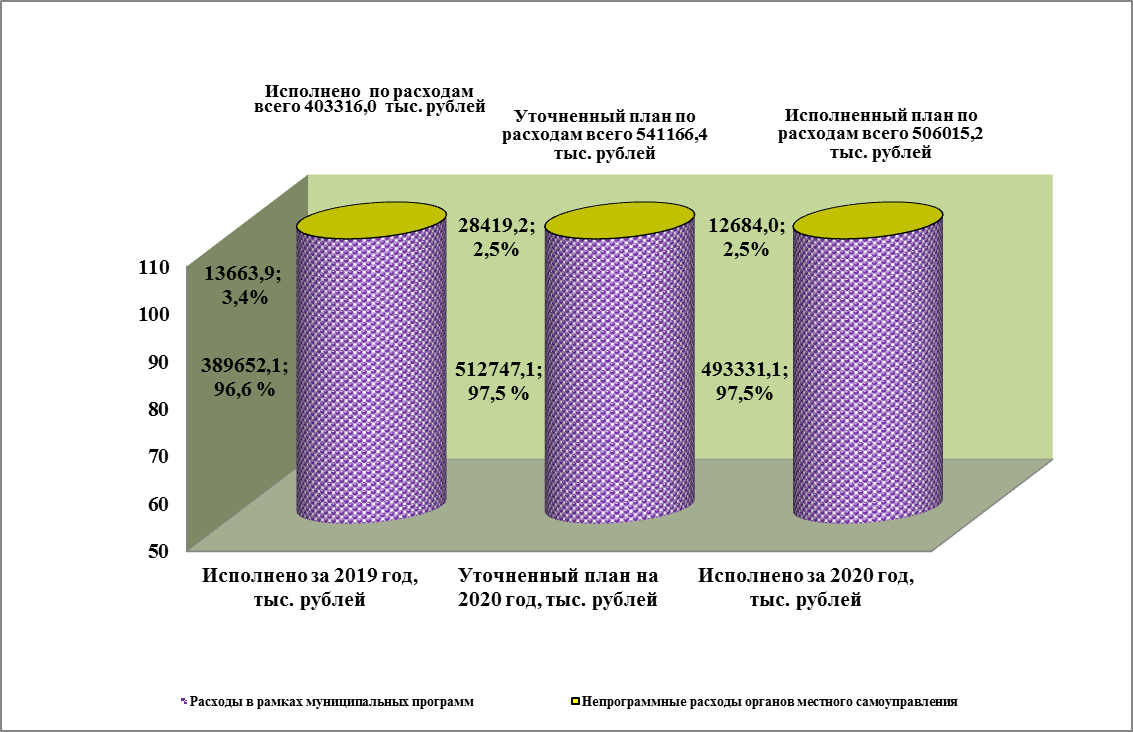 Исполнено по расходам
всего 403316,0 тыс. рублей
Уточненный план по
расходам всего 541166,4
тыс. рублей
Исполненный план по
расходам всего 506015,2
тыс. рублей
110
100
90
80
70
60
50
13663,9;
3,4%
389652,1;
96,6 %
28419,2;
2,5%
512747,1;
97,5 %
12684,0;
2,5%
493331,1;
97,5%
Исполнено за 2019 год,
тыс. рублей
Уточненный план на
2020 год, тыс. рублей
Исполнено за 2020 год,
тыс. рублей
Расходы в рамках муниципальных программ
Непрограммные расходы органов местного самоуправления